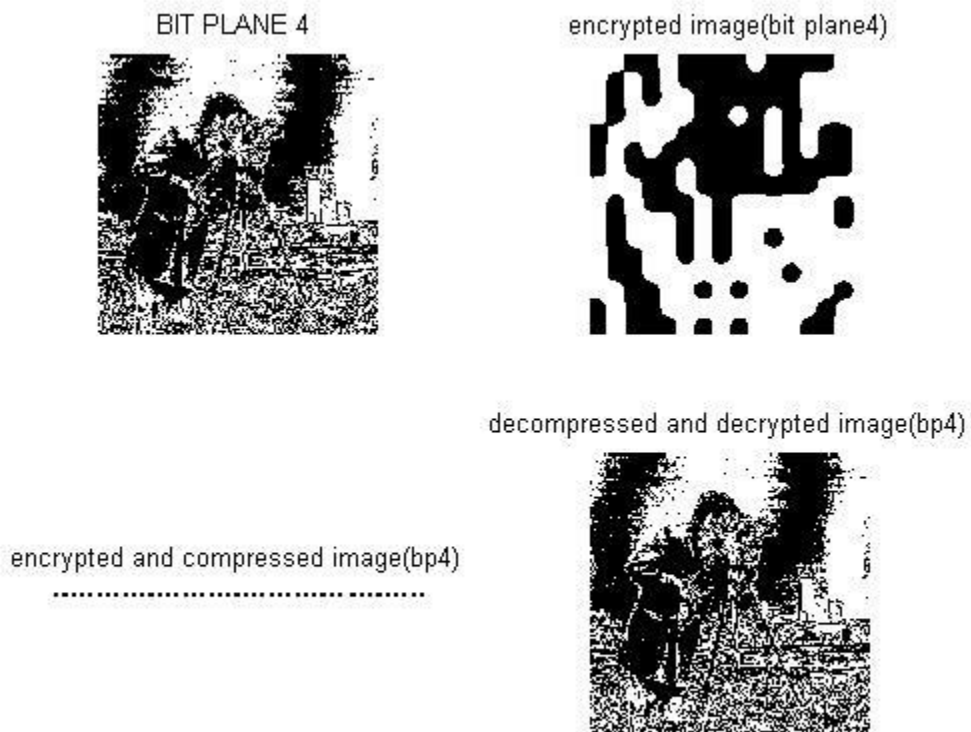 BIT PLANE 4
encrypted image(bit plane4)
decompressed and decrypted image(bp4)
encrypted and compressed image(bp4)